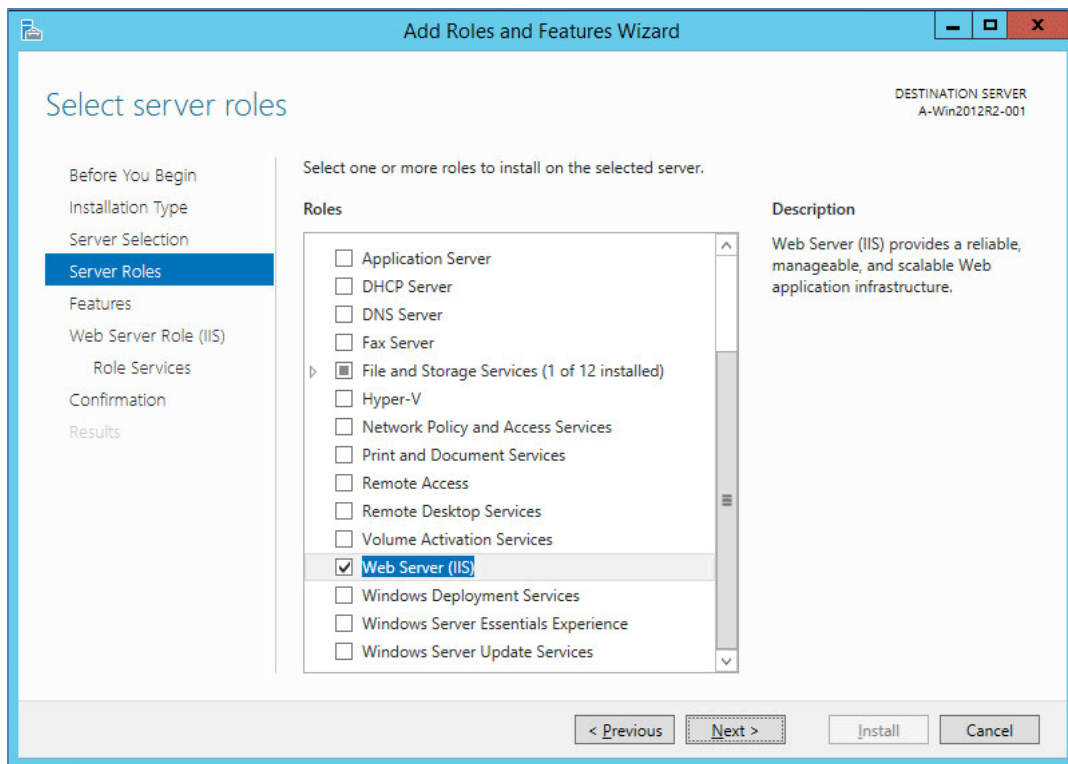 Add Roles and Features Wizard
Select server roles
DESTINATION SERVER
A-Win2012R2-001
Before You Begin
Installation Type
Server Selection
Server Roles
Features
Web Server Role (IIS)
Role Services
Confirmation
Results
Select one or more roles to install on the selected server.
Roles
Application Server
DHCP Server
DNS Server
Fax Server
File and Storage Services (1 of 12 installed)
Hyper-V
Network Policy and Access Services
Print and Document Services
Remote Access
Remote Desktop Services
Volume Activation Services
Web Server (IIS)
Windows Deployment Services
Windows Server Essentials Experience
Windows Server Update Services
Description
Web Server (IIS) provides a reliable,
manageable, and scalable Web
application infrastructure.
< Previous
Next >
Install
Cancel